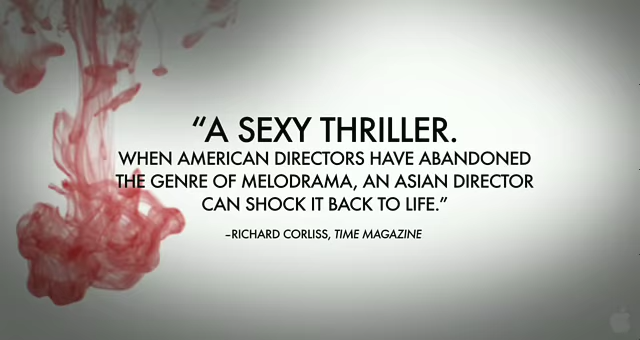 “A SEXY THRILLER.
WHEN AMERICAN DIRECTORS HAVE ABANDONED
THE GENRE OF MELODRAMA, AN ASIAN DIRECTOR
CAN SHOCK IT BACK TO LIFE.”
–RICHARD CORLISS, TIME MAGAZINE